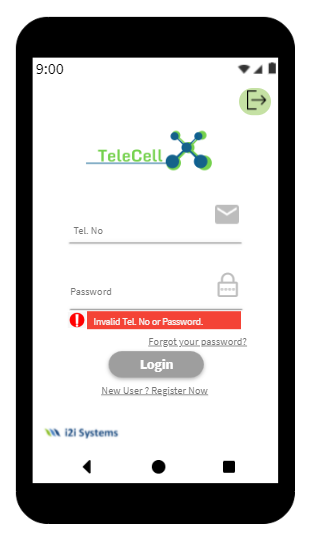 9:00
TeleCell
Tel. No
Password
Invalid Tel. No or Password.
Forgot your password?
Login
New User ? Register Now
i2i Systems